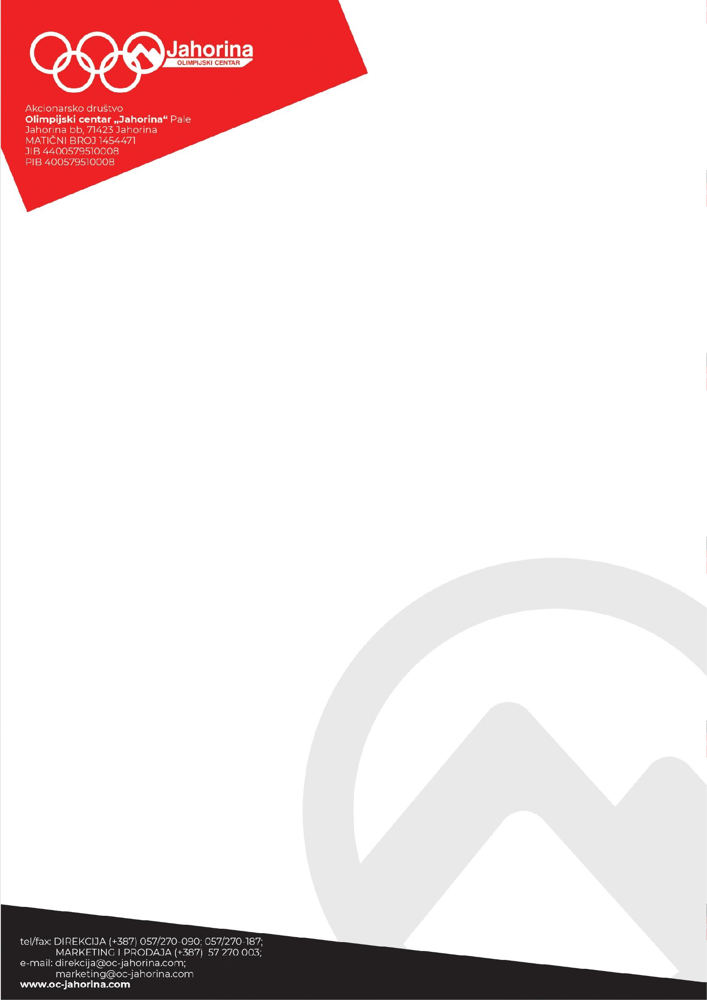 Jahorina
OLIMPIJSKI CENTAR
Akcionarsko društvo
Olimpijski centar „Jahorina“ Pale
Jahorina bb, 71423 Jahorina
MATIČNI BROJ 1454471
JIB 4400579510008
PIB 400579510008
tel/fax: DIREKCIJA (+387) 057/270-090; 057/270-187;
MARKETING I PRODAJA (+387) 57 270 003;
e-mail: direkcija@oc-jahorina.com;
marketing@oc-jahorina.com
www.oc-jahorina.com